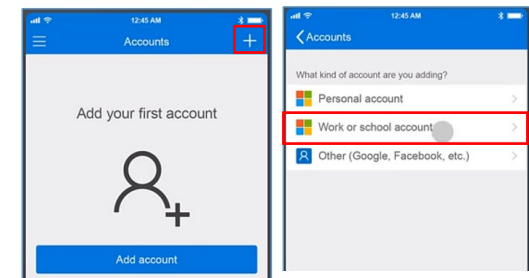 12:45 AM
Accounts
Add your first account
Add account
12:45 AM
Accounts
What kind of account are you adding?
Personal account
Work or school account
Other (Google, Facebook, etc.)